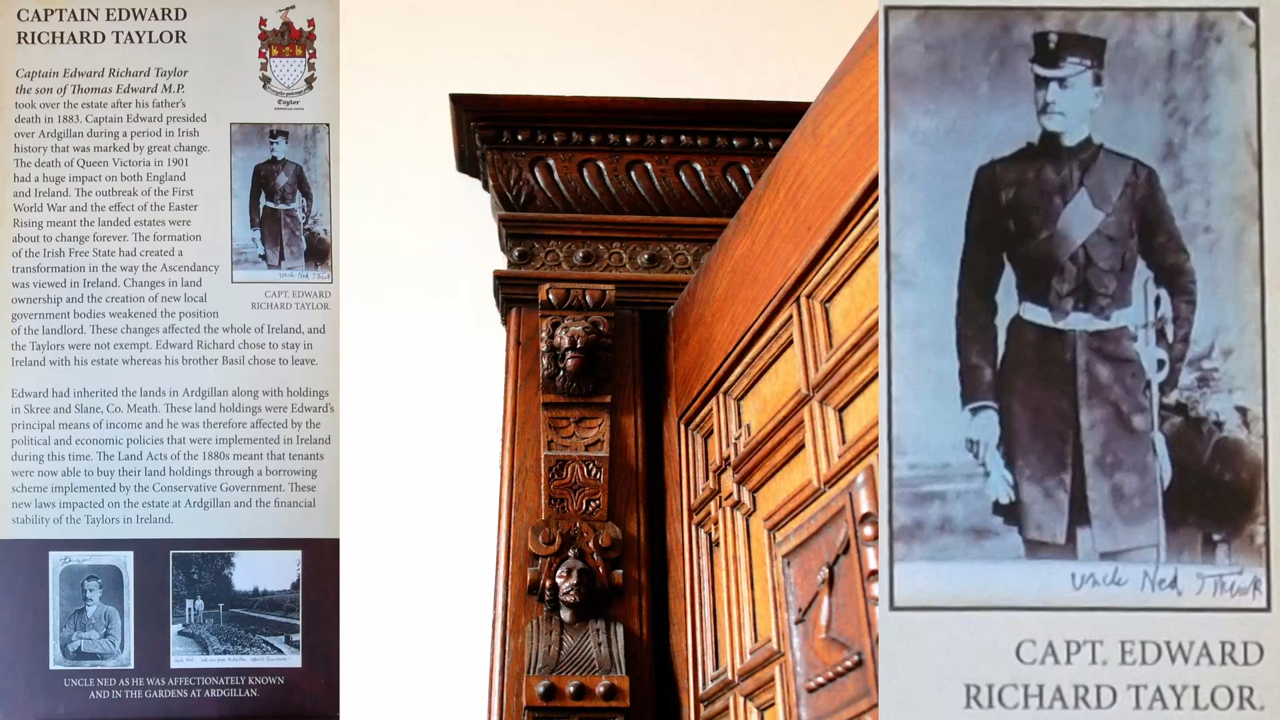 CAPTAIN EDWARD
RICHARD TAYLOR
Taylor
Captain Edward Richard Taylor
the son of Thomas Edward M.P.
took over the estate after his father's
death in 1883. Captain Edward presided
over Ardgillan during a period in Irish
history that was marked by great change.
The death of Queen Victoria in 1901
had a huge impact on both England
and Ireland. The outbreak of the First
World War and the effect of the Easter
Rising meant the landed estates were
about to change forever. The formation
of the Irish Free State had created a
transformation in the way the Ascendancy
was viewed in Ireland. Changes in land
ownership and the creation of new local
government bodies weakened the position
of the landlord. These changes affected the whole of Ireland, and
the Taylors were not exempt. Edward Richard chose to stay in
Ireland with his estate whereas his brother Basil chose to leave.
Uncle Ned I Think
CAPT. EDWARD
RICHARD TAYLOR.
Edward had inherited the lands in Ardgillan along with holdings
in Skree and Slane, Co. Meath. These land holdings were Edward's
principal means of income and he was therefore affected by the
political and economic policies that were implemented in Ireland
during this time. The Land Acts of the 1880s meant that tenants
were now able to buy their land holdings through a borrowing
scheme implemented by the Conservative Government. These
new laws impacted on the estate at Ardgillan and the financial
stability of the Taylors in Ireland.
UNCLE NED AS HE WAS AFFECTIONATELY KNOWN
AND IN THE GARDENS AT ARDGILLAN.
Uncle Ned I Think
CAPT. EDWARD
RICHARD TAYLOR.